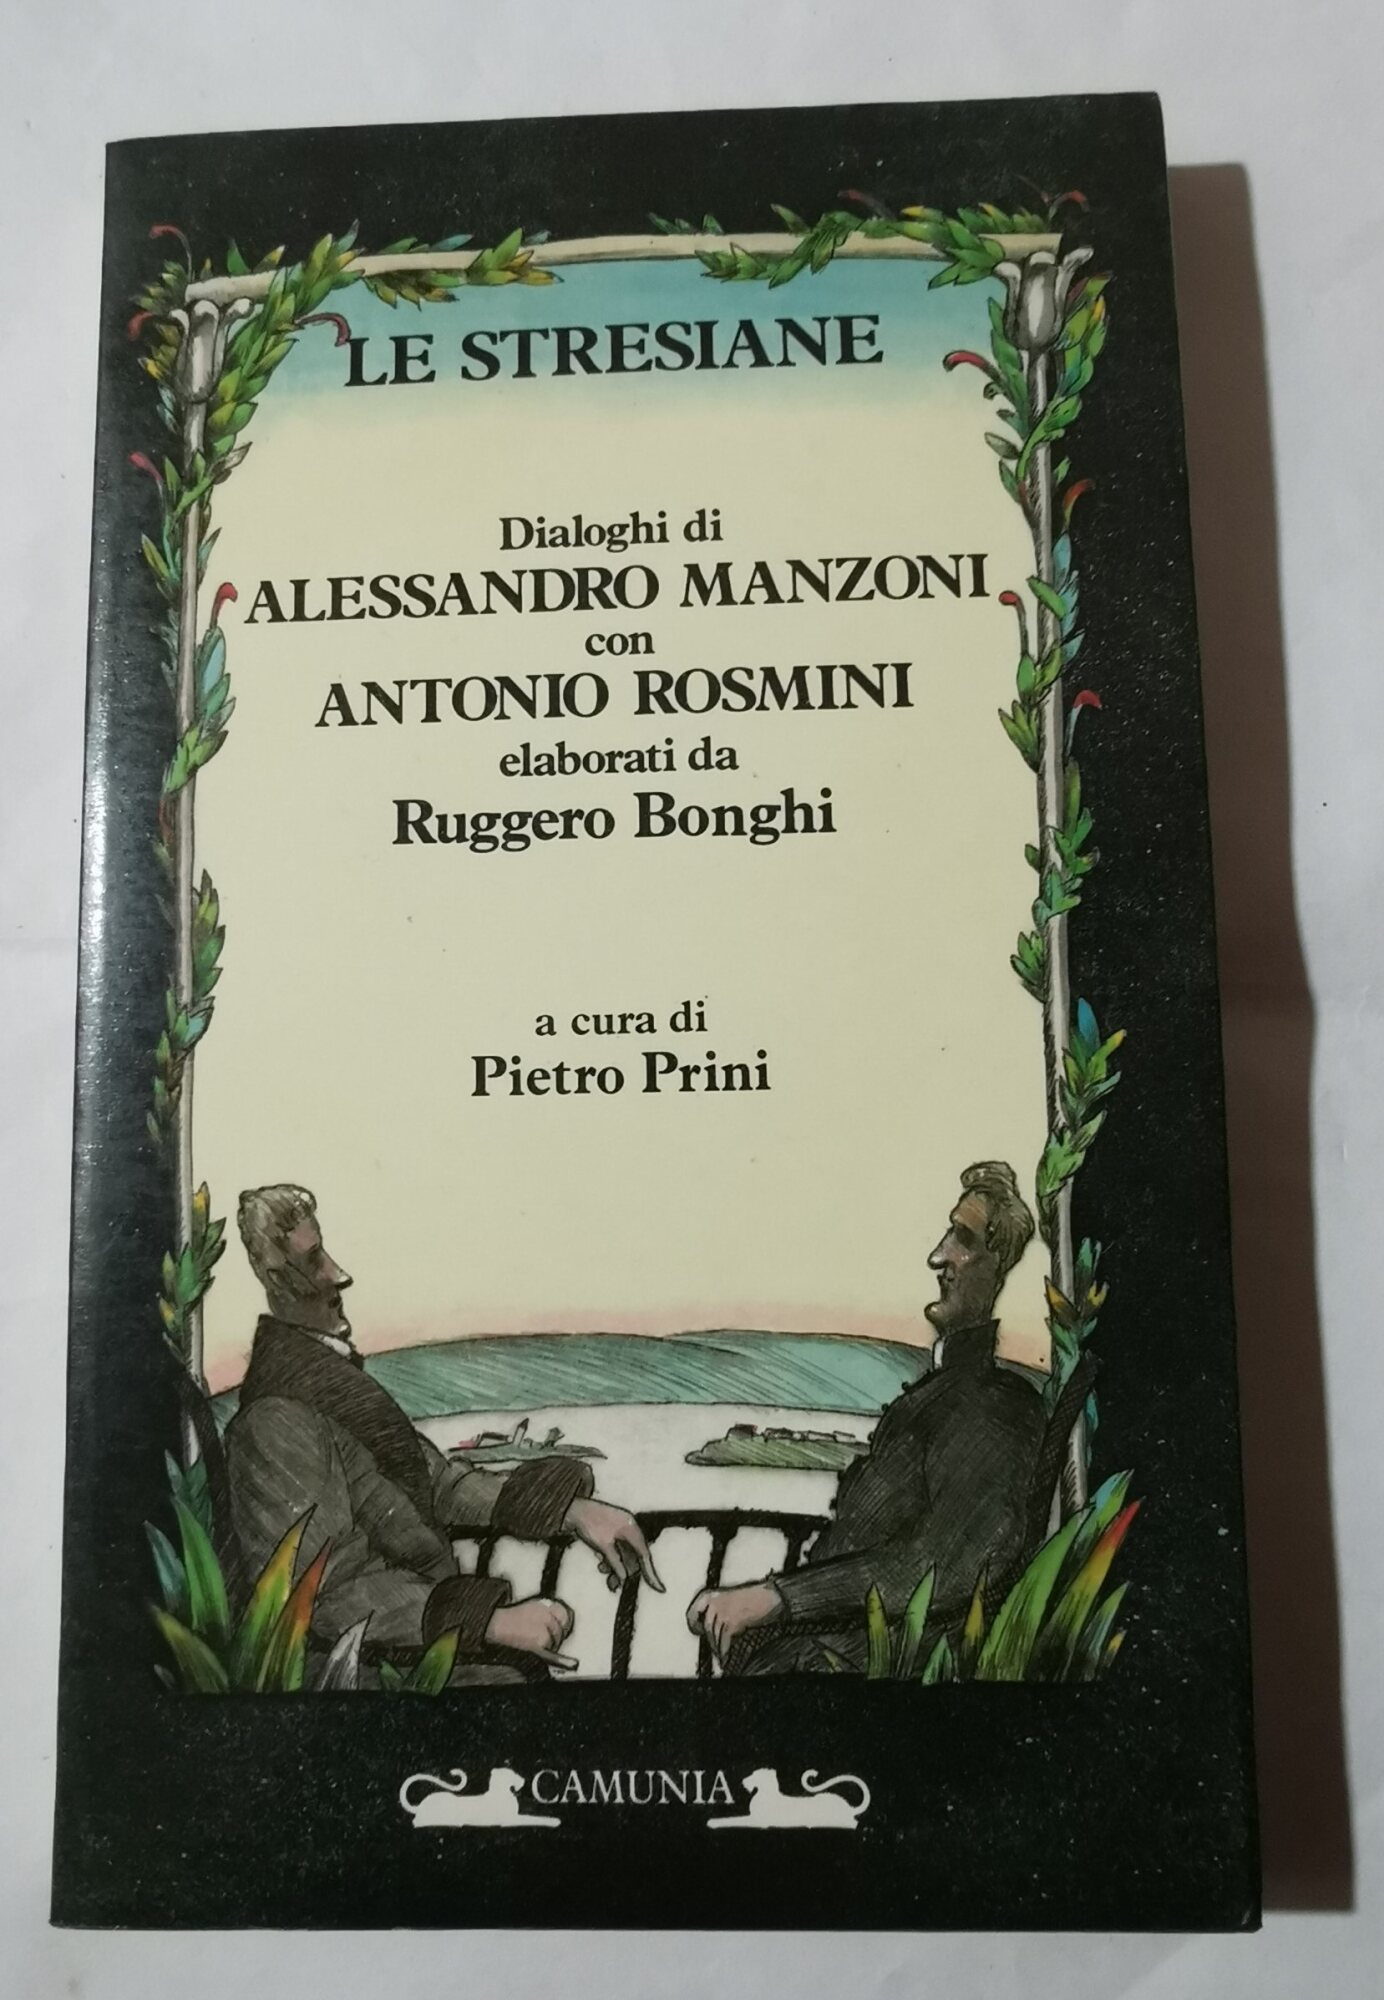 LE STRESIANE
Dialoghi di
ALESSANDRO MANZONI
con
ANTONIO ROSMINI
elaborati da
Ruggero Bonghi
a cura di
Pietro Prini
CAMUNIA